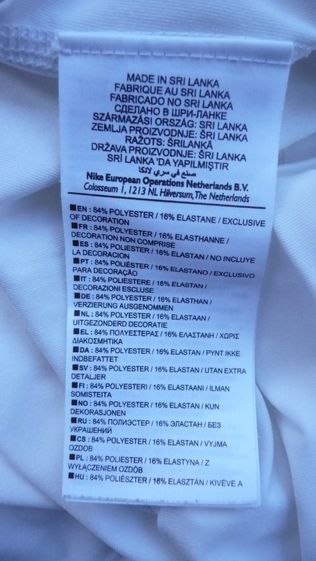 MADE IN SRI LANKA
FABRIQUE AU SRI LANKA
FABRICADO NO SRI LANKA
СДЕЛАНО В ШРИ-ЛАНКЕ
SZÁRMAZÁSI ORSZÁG: SRÍ LANKA
ZEMLJA PROIZVODNJE: ŠRI LANKA
RAŽOTS: ŠRILANKĀ
DRŽAVA PROIZVODNJE: ŠRI LANKA
SRİ LANKA 'DA YAPILMIŞTIR
صنع في سري لانكا
Nike European Operations Netherlands B.V.
Colosseum 1, 1213 NL Hilversum, The Netherlands
EN : 84% POLYESTER / 16% ELASTANE / EXCLUSIVE
OF DECORATION
FR : 84% POLYESTER / 16% ELASTHANNE /
DECORATION NON COMPRISE
ES : 84% POLIÉSTER / 16% ELASTAN / NO INCLUYE
LA DECORACION
PT : 84% POLIÉSTER / 16% ELASTANO / EXCLUSIVO
PARA DECORAÇÃO
IT : 84% POLIESTERE / 16% ELASTAN /
DECORAZIONI ESCLUSE
DE : 84% POLYESTER / 16% ELASTHAN /
VERZIERUNG AUSGENOMMEN
NL : 84% POLYESTER / 16% ELASTAAN /
UITGEZONDERD DECORATIE
EL : 84% ΠΟΛΥΕΣΤΕΡΑΣ / 16% ΕΛΑΣΤΑΝΗ / ΧΩΡΙΣ
ΔΙΑΚΟΣΜΗΤΙΚΑ
DA : 84% POLYESTER / 16% ELASTAN / PYNT IKKE
INDBEFATTET
SV : 84% POLYESTER / 16% ELASTAN / UTAN EXTRA
DETALJER
FI : 84% POLYESTERI / 16% ELASTAANI / ILMAN
SOMISTEITA
NO : 84% POLYESTER / 16% ELASTAN / KUN
DEKORASJONEN
RU : 84% ПОЛИЭСТЕР / 16% ЭЛАСТАН / БЕЗ
УКРАШЕНИЙ
CS : 84% POLYESTER / 16% ELASTAN / VYJMA
OZDOB
PL : 84% POLIESTER / 16% ELASTYNA / Z
WYŁĄCZENIEM OZDÓB
HU : 84% POLIÉSZTER / 16% ELASZTÁN / KIVÉVE A